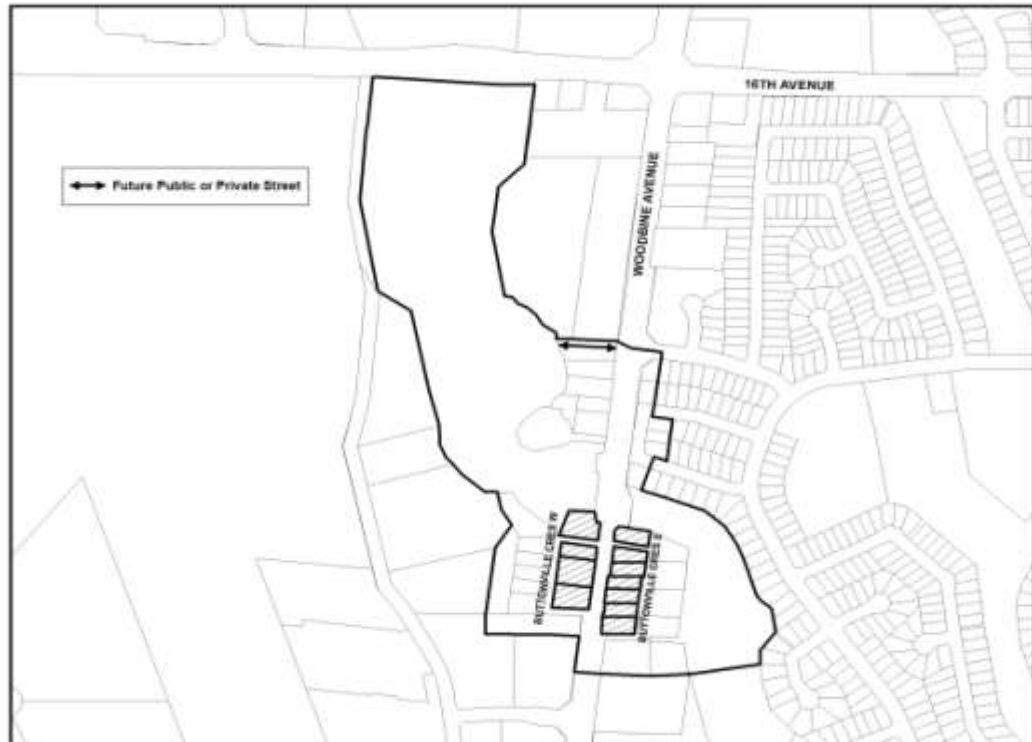 16TH AVENUE
Future Public or Private Street
WOODBINE AVENUE
BUTTONVILLE CRES W
BUTTONVILLE CRES E